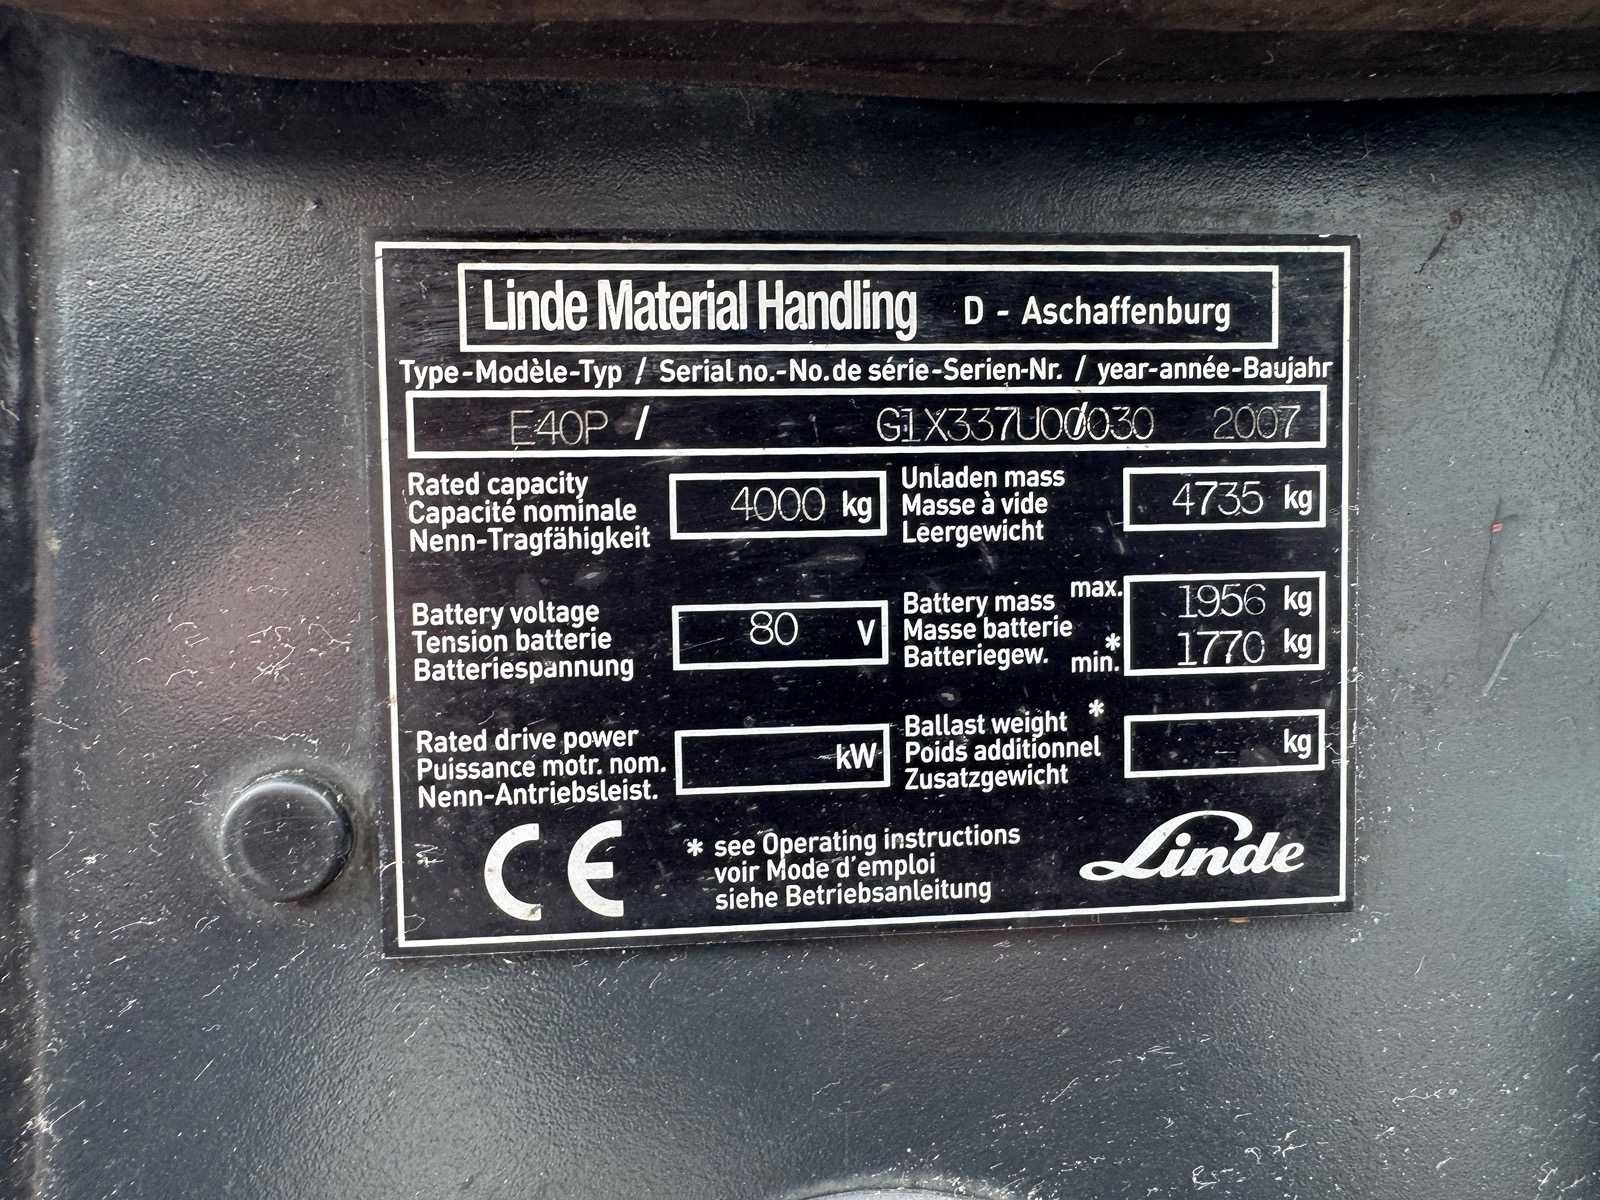 Linde Material Handling D - Aschaffenburg
Type-Modèle-Typ / Serial no.-No.de série-Serien-Nr. / year-année-Baujahr
E40P / G1X337U00030 / 2007
Rated capacity
Capacité nominale
Nenn-Tragfähigkeit
4000 kg
Unladen mass
Masse à vide
Leergewicht
4735 kg
Battery voltage
Tension batterie
Batteriespannung
80 V
Battery mass max.
Masse batterie
Batteriegew. min. *
1956 kg
1770 kg
Rated drive power
Puissance motr. nom.
Nenn-Antriebsleist.
kW
Ballast weight *
Poids additionnel
Zusatzgewicht
kg
CE
* see Operating instructions
voir Mode d'emploi
siehe Betriebsanleitung
Linde